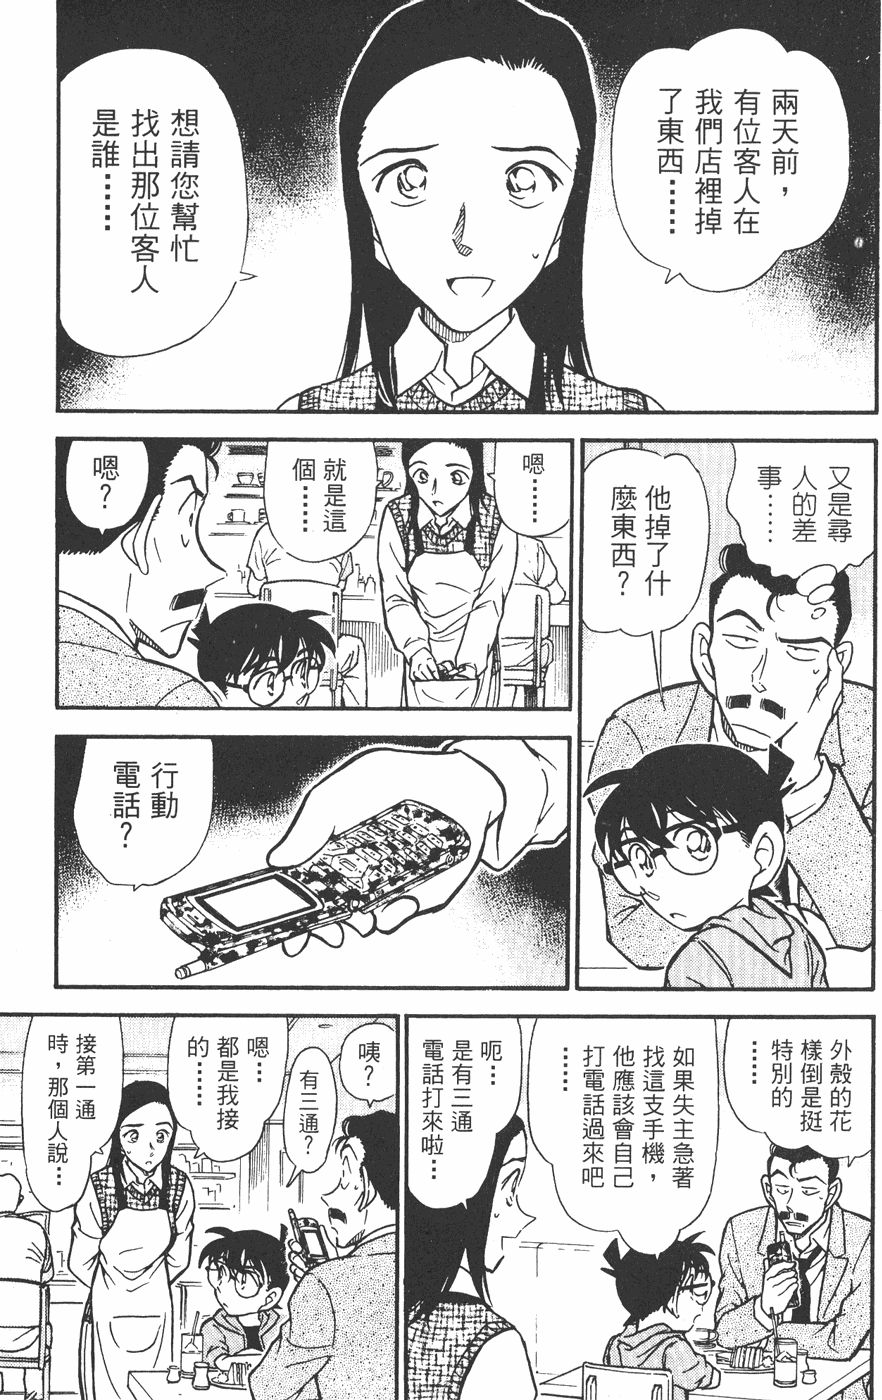 兩天前，
有位客人在
我們店裡掉
了東西……
想請您幫忙
找出那位客人
是誰……
又是尋
人的差
事……
他掉了什
麼東西？
嗯……
就是這
個……
嗯？
行動
電話？
外殼的花
樣倒是挺
特別的
……
如果失主急著
找這支手機，
他應該會自己
打電話過來吧
……
呃…
是有三通
電話打來啦…
咦？
有三通？
嗯…
都是我接
的……
接第一通
時，那個人說…